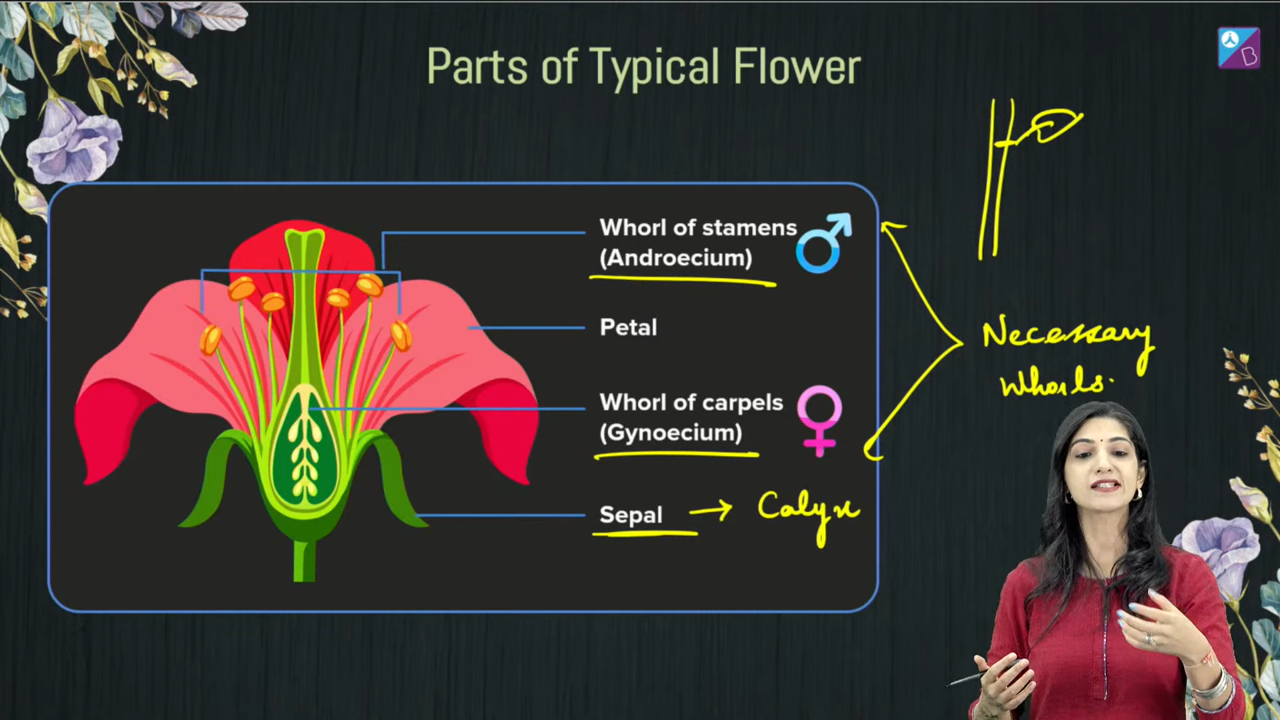 Parts of Typical Flower
Whorl of stamens
(Androecium)
Petal
Whorl of carpels
(Gynoecium)
Sepal → Calyx
Necessary
Whorls.
B